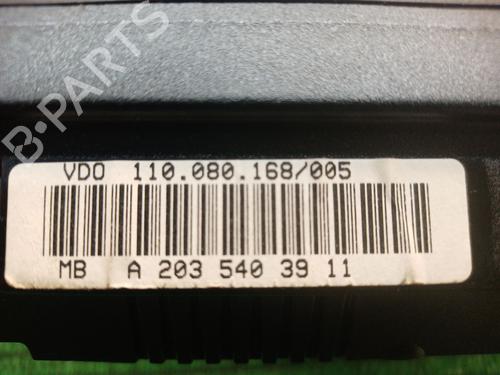 B-PARTS
VDO 110.080.168/005
MB A 203 540 39 11